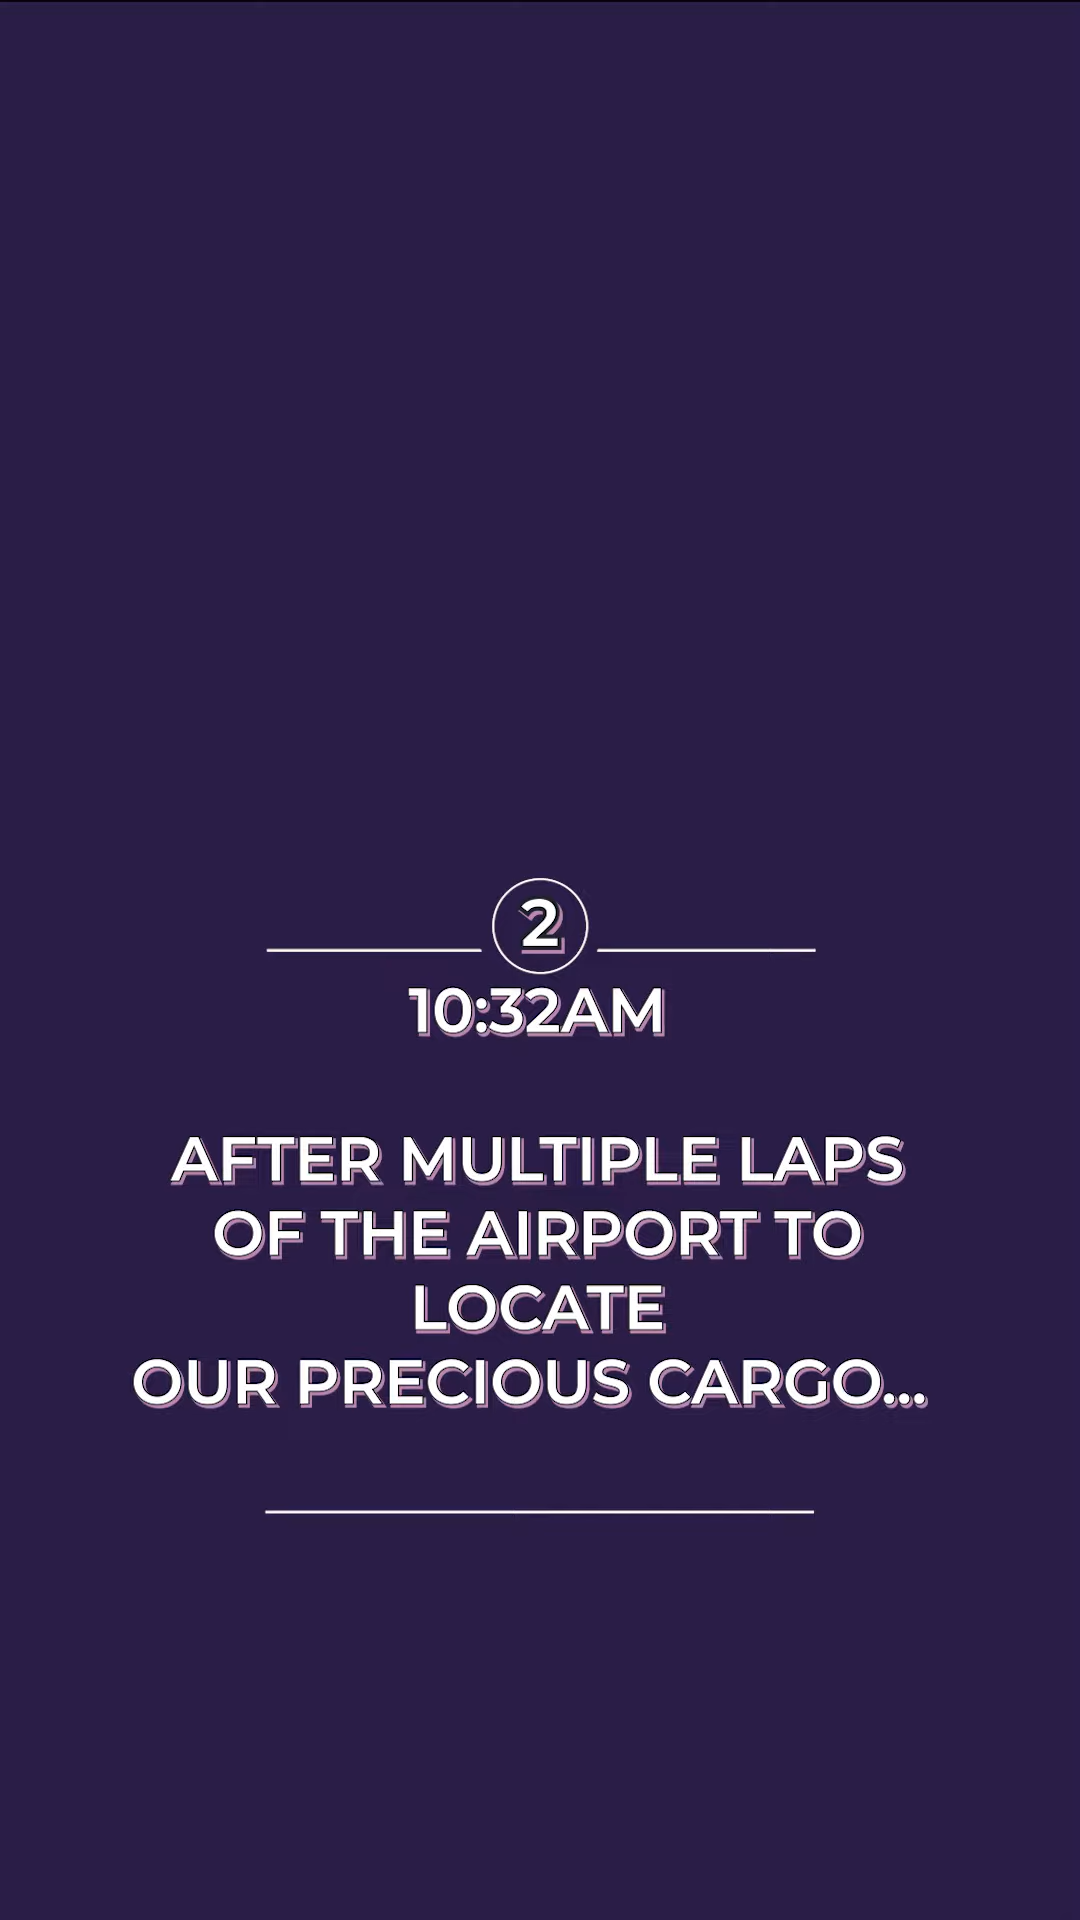 2
10:32AM
AFTER MULTIPLE LAPS
OF THE AIRPORT TO
LOCATE
OUR PRECIOUS CARGO...